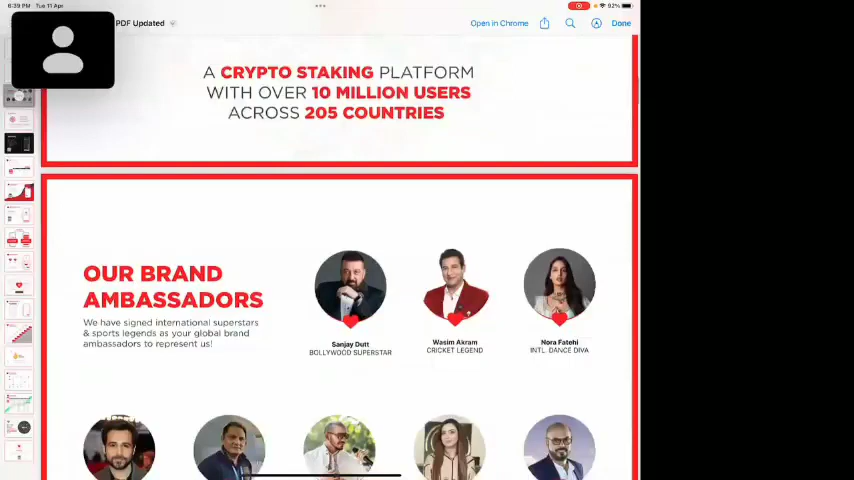 6:39 PM Tue 11 Apr
92%
PDF Updated
Open in Chrome
Done
A CRYPTO STAKING PLATFORM
WITH OVER 10 MILLION USERS
ACROSS 205 COUNTRIES
OUR BRAND
AMBASSADORS
We have signed international superstars
& sports legends as your global brand
ambassadors to represent us!
Sanjay Dutt
BOLLYWOOD SUPERSTAR
Wasim Akram
CRICKET LEGEND
Nora Fatehi
INTL. DANCE DIVA